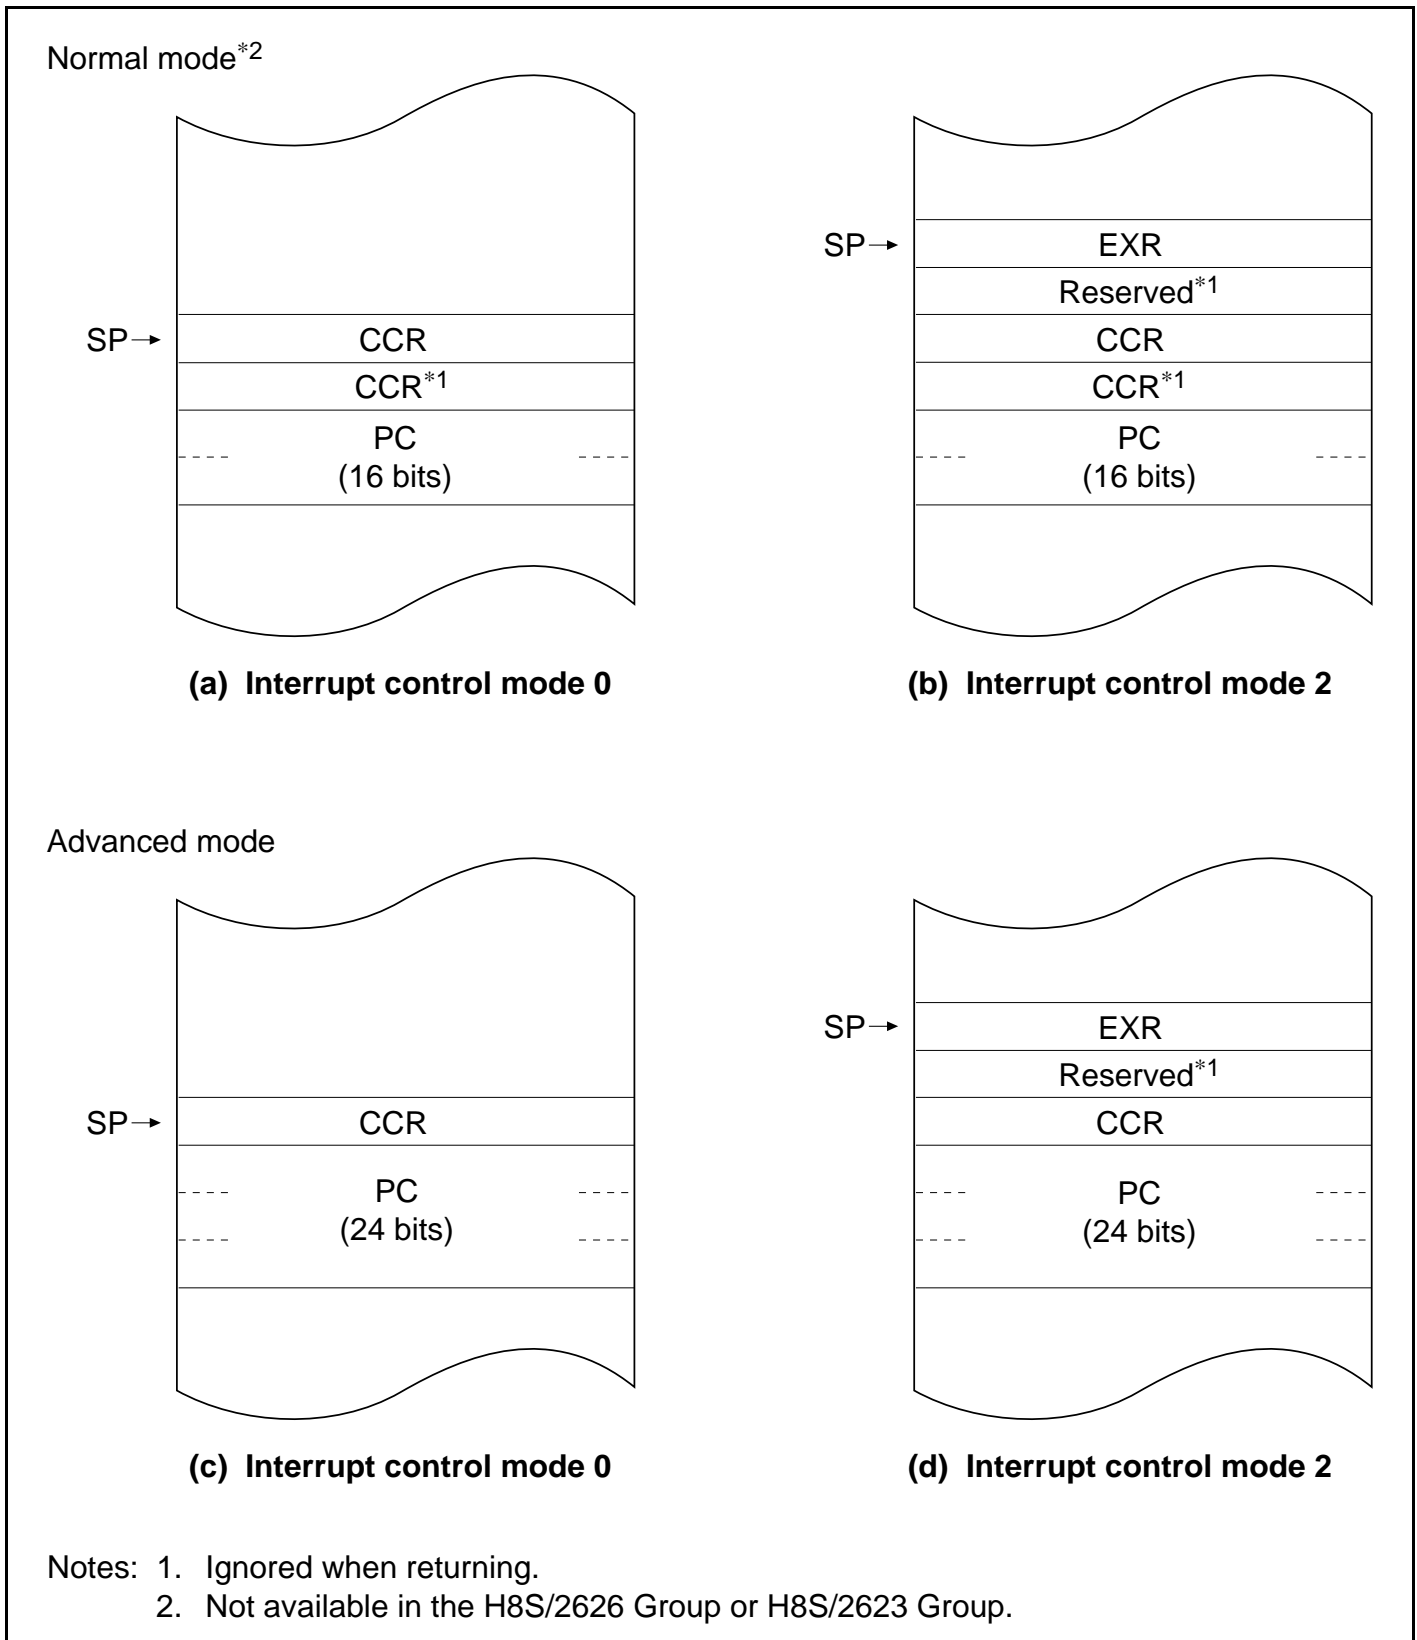 Normal mode*2
SP→
EXR
Reserved*1
SP→
CCR
CCR
CCR*1
CCR*1
PC
(16 bits)
PC
(16 bits)
(a) Interrupt control mode 0
(b) Interrupt control mode 2
Advanced mode
SP→
EXR
Reserved*1
SP→
CCR
CCR
PC
(24 bits)
PC
(24 bits)
(c) Interrupt control mode 0
(d) Interrupt control mode 2
Notes: 1. Ignored when returning.
2. Not available in the H8S/2626 Group or H8S/2623 Group.